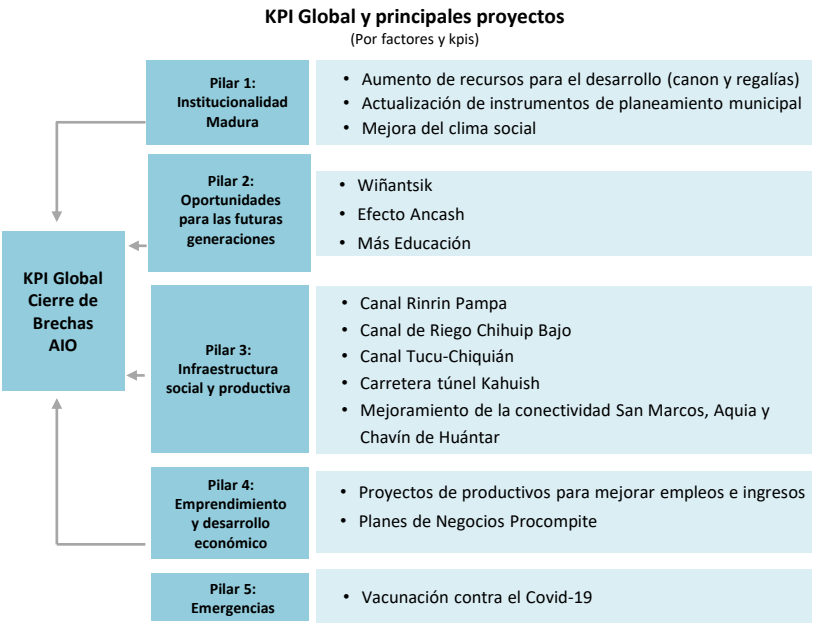 KPI Global y principales proyectos
(Por factores y kpis)
Pilar 1:
Institucionalidad
Madura
• Aumento de recursos para el desarrollo (canon y regalías)
• Actualización de instrumentos de planeamiento municipal
• Mejora del clima social
Pilar 2:
Oportunidades
para las futuras
generaciones
• Wiñantsik
• Efecto Ancash
• Más Educación
KPI Global
Cierre de
Brechas
AIO
Pilar 3:
Infraestructura
social y productiva
• Canal Rinrin Pampa
• Canal de Riego Chihuip Bajo
• Canal Tucu-Chiquián
• Carretera túnel Kahuish
• Mejoramiento de la conectividad San Marcos, Aquia y
Chavín de Huántar
Pilar 4:
Emprendimiento
y desarrollo
económico
• Proyectos de productivos para mejorar empleos e ingresos
• Planes de Negocios Procompite
Pilar 5:
Emergencias
• Vacunación contra el Covid-19